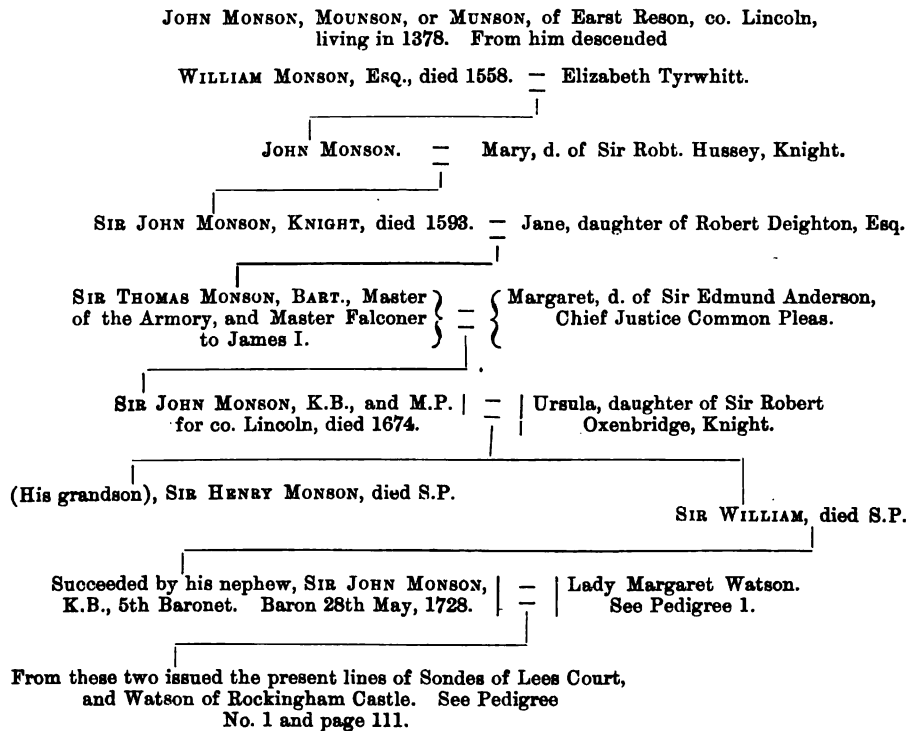 John Monson, Mounson, or Munson, of Earst Reson, co. Lincoln,
living in 1378. From him descended
William Monson, Esq., died 1558. = Elizabeth Tyrwhitt.
John Monson. = Mary, d. of Sir Robt. Hussey, Knight.
Sir John Monson, Knight, died 1593. = Jane, daughter of Robert Deighton, Esq.
Sir Thomas Monson, Bart., Master
of the Armory, and Master Falconer
to James I.
=
Margaret, d. of Sir Edmund Anderson,
Chief Justice Common Pleas.
Sir John Monson, K.B., and M.P.
for co. Lincoln, died 1674.
=
Ursula, daughter of Sir Robert
Oxenbridge, Knight.
(His grandson), Sir Henry Monson, died S.P.
Sir William, died S.P.
Succeeded by his nephew, Sir John Monson,
K.B., 5th Baronet. Baron 28th May, 1728.
=
Lady Margaret Watson.
See Pedigree 1.
From these two issued the present lines of Sondes of Lees Court,
and Watson of Rockingham Castle. See Pedigree
No. 1 and page 111.